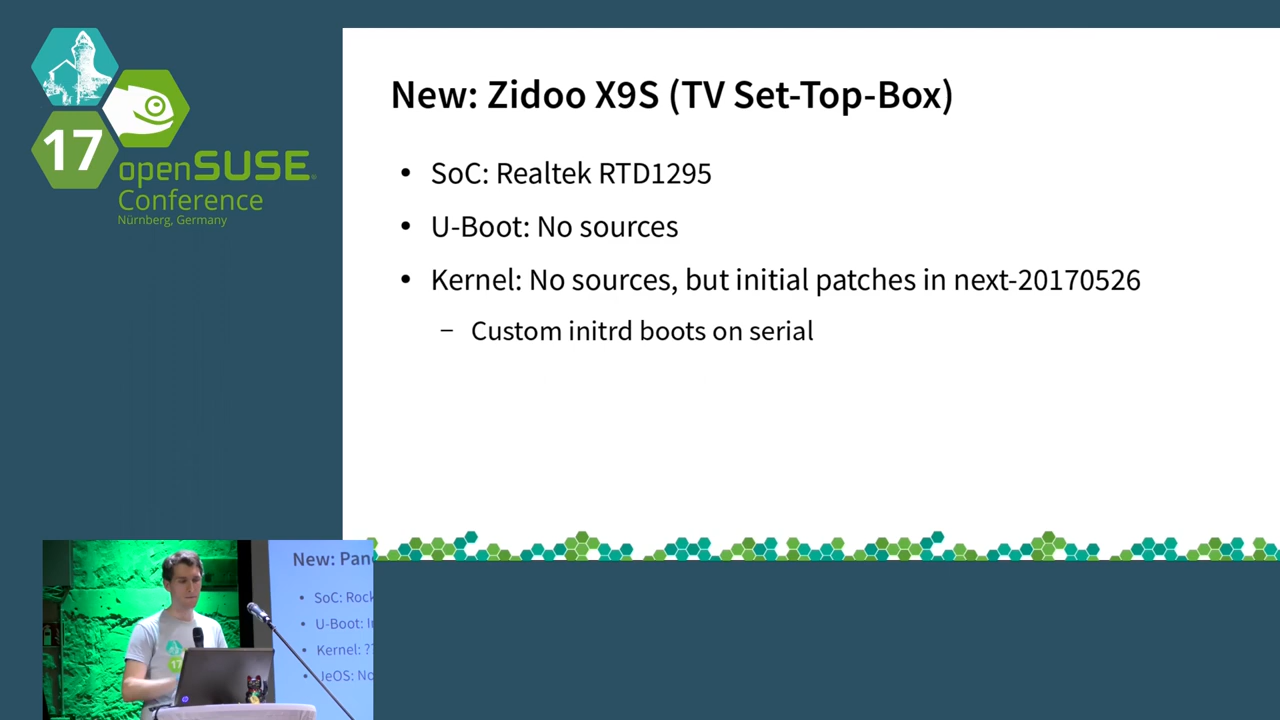 17
openSUSE
Conference
Nürnberg, Germany
New: Zidoo X9S (TV Set-Top-Box)
• SoC: Realtek RTD1295
• U-Boot: No sources
• Kernel: No sources, but initial patches in next-20170526
– Custom initrd boots on serial
New: Pan
• SoC: Rock
• U-Boot: I
• Kernel: ??
• JeOS: No
17